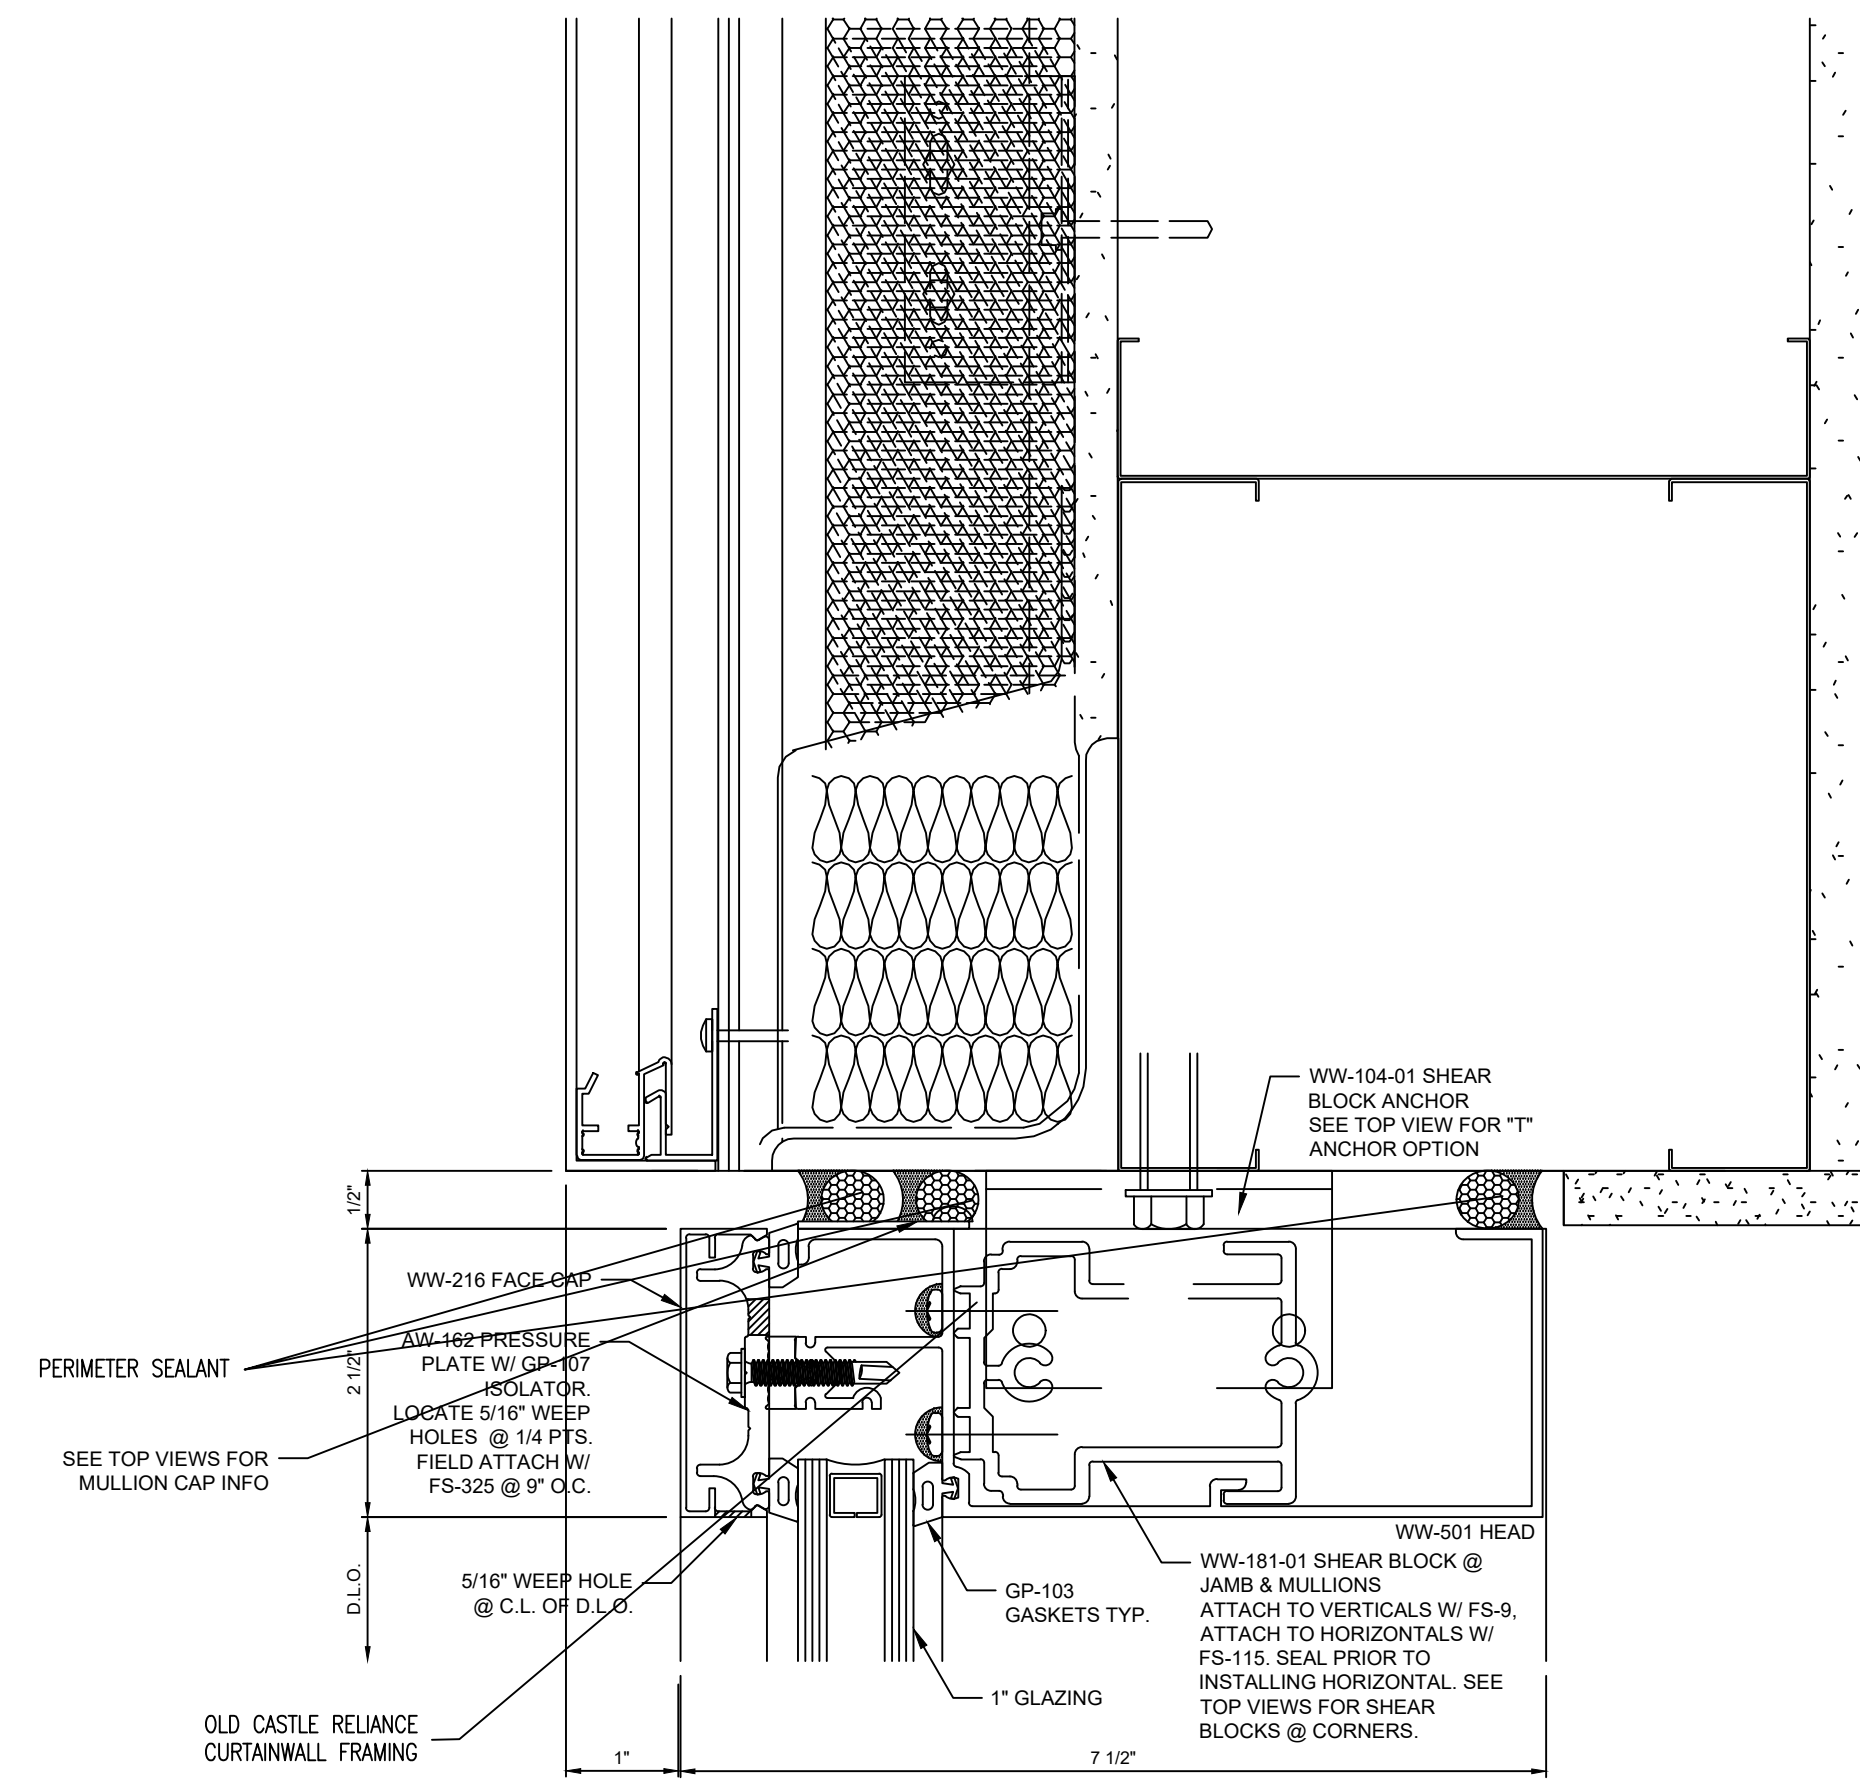 WW-104-01 SHEAR
BLOCK ANCHOR
SEE TOP VIEW FOR "T"
ANCHOR OPTION
1/2"
WW-216 FACE CAP
AW-162 PRESSURE
PLATE W/ GP-107
ISOLATOR.
LOCATE 5/16" WEEP
HOLES @ 1/4 PTS.
FIELD ATTACH W/
FS-325 @ 9" O.C.
PERIMETER SEALANT
2 1/2"
SEE TOP VIEWS FOR
MULLION CAP INFO
D.L.O.
5/16" WEEP HOLE
@ C.L. OF D.L.O.
GP-103
GASKETS TYP.
WW-501 HEAD
WW-181-01 SHEAR BLOCK @
JAMB & MULLIONS
ATTACH TO VERTICALS W/ FS-9,
ATTACH TO HORIZONTALS W/
FS-115. SEAL PRIOR TO
INSTALLING HORIZONTAL. SEE
TOP VIEWS FOR SHEAR
BLOCKS @ CORNERS.
1" GLAZING
OLD CASTLE RELIANCE
CURTAINWALL FRAMING
1"
7 1/2"